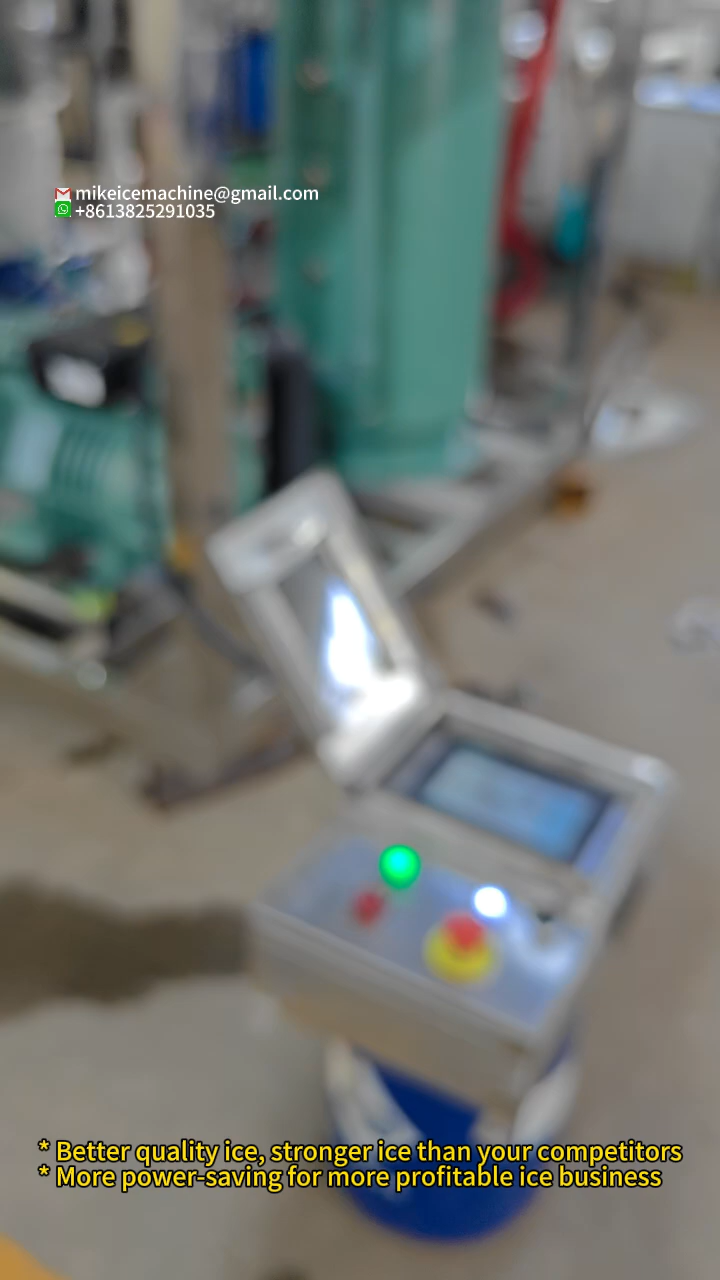 mikeicemachine@gmail.com
+8613825291035
* Better quality ice, stronger ice than your competitors
* More power-saving for more profitable ice business